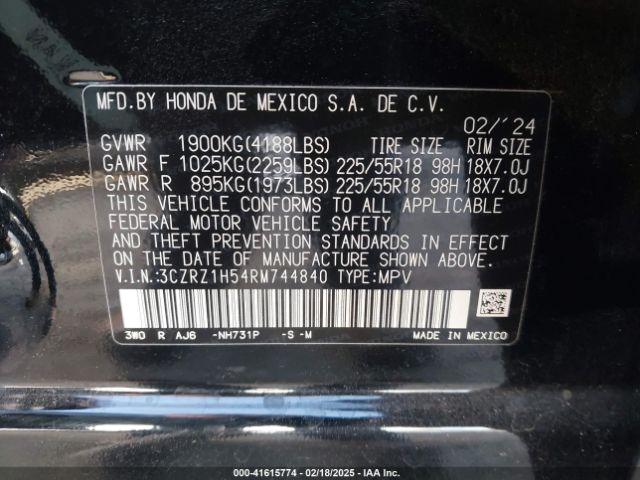 MFD.BY HONDA DE MEXICO S.A. DE C.V.
02/'24
GVWR 1900KG(4188LBS) TIRE SIZE RIM SIZE
GAWR F 1025KG(2259LBS) 225/55R18 98H 18X7.0J
GAWR R 895KG(1973LBS) 225/55R18 98H 18X7.0J
THIS VEHICLE CONFORMS TO ALL APPLICABLE
FEDERAL MOTOR VEHICLE SAFETY
AND THEFT PREVENTION STANDARDS IN EFFECT
ON THE DATE OF MANUFACTURE SHOWN ABOVE.
V.I.N.:3CZRZ1H54RM744840 TYPE:MPV
3W0 R AJ6 -NH731P -S -M MADE IN MEXICO
000-41615774 - 02/18/2025 - IAA Inc.